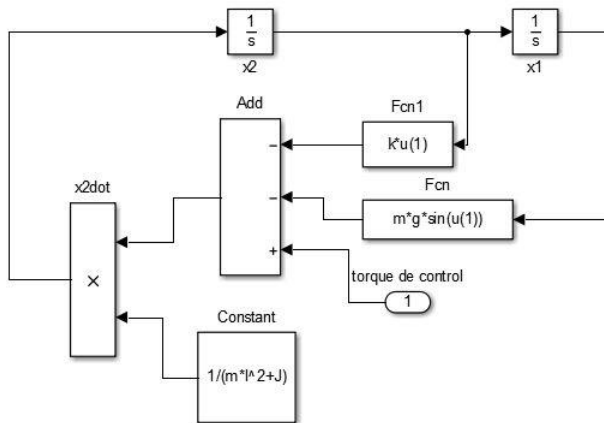 1
s
x2
1
s
x1
Add
Fcn1
k*u(1)
Fcn
m*g*sin(u(1))
x2dot
×
−
−
+
torque de control
1
Constant
1/(m*l^2+J)